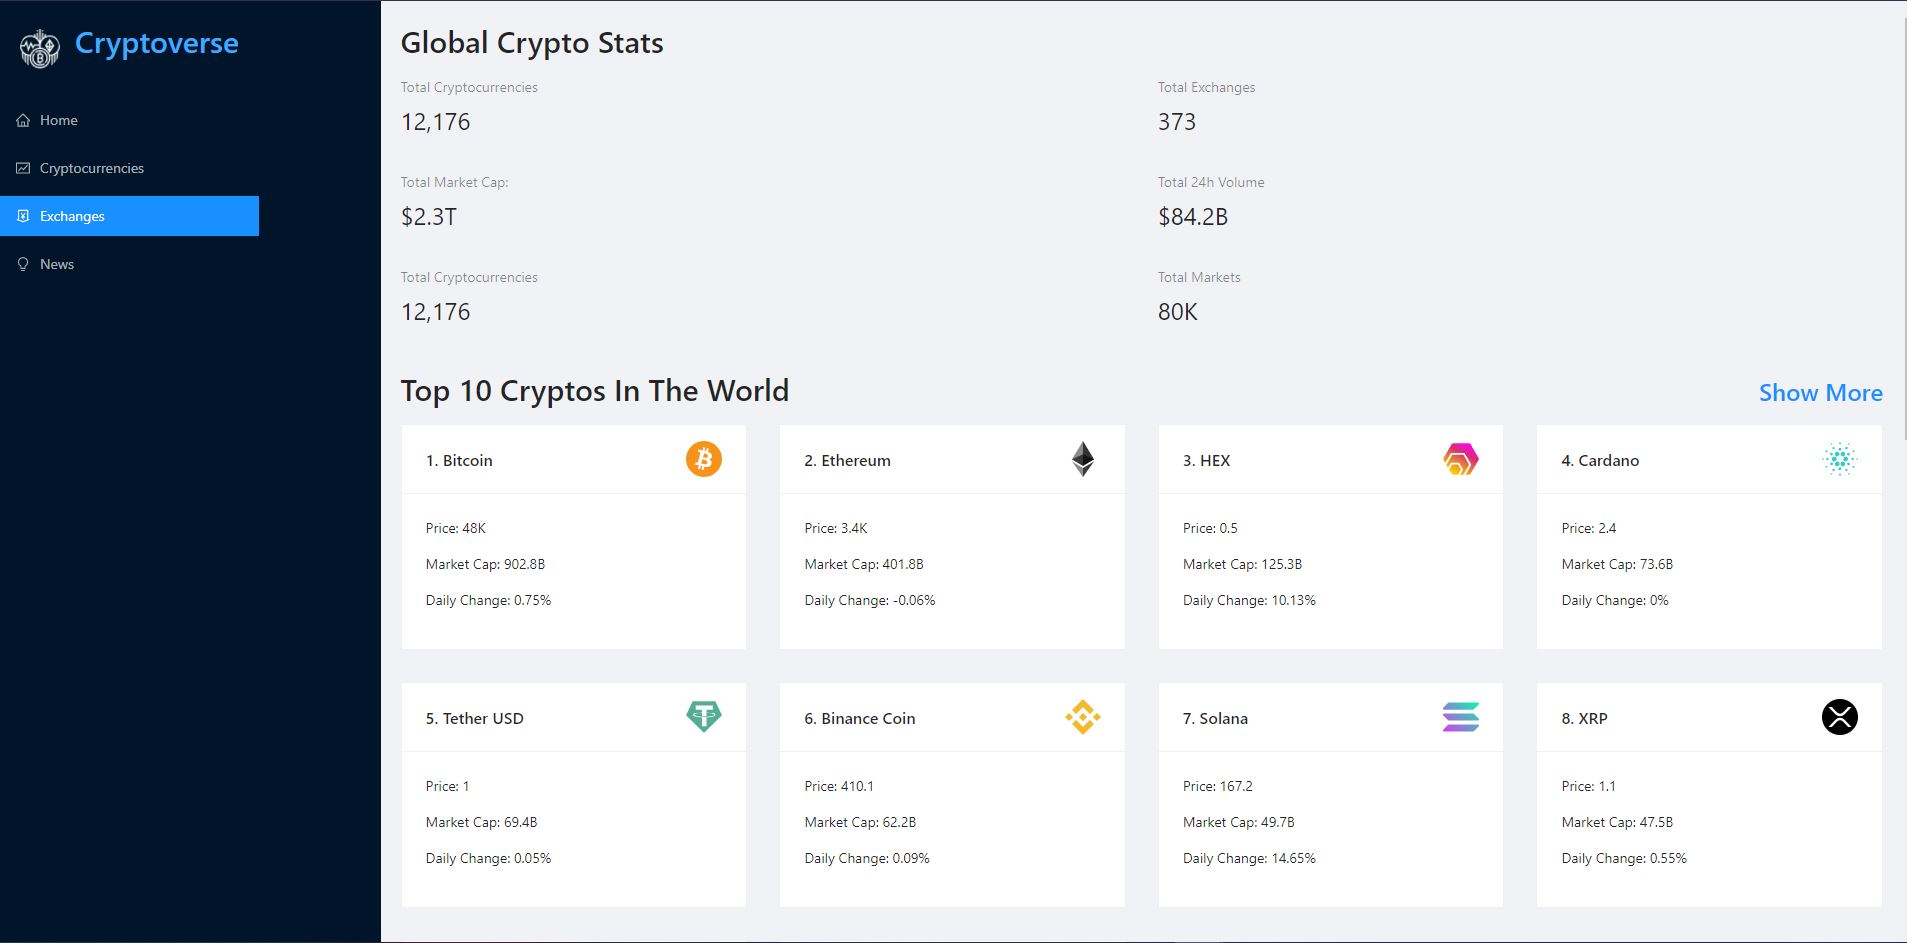 Cryptoverse
Home
Cryptocurrencies
Exchanges
News
Global Crypto Stats
Total Cryptocurrencies
12,176
Total Exchanges
373
Total Market Cap:
$2.3T
Total 24h Volume
$84.2B
Total Cryptocurrencies
12,176
Total Markets
80K
Top 10 Cryptos In The World
Show More
1. Bitcoin
Price: 48K
Market Cap: 902.8B
Daily Change: 0.75%
2. Ethereum
Price: 3.4K
Market Cap: 401.8B
Daily Change: -0.06%
3. HEX
Price: 0.5
Market Cap: 125.3B
Daily Change: 10.13%
4. Cardano
Price: 2.4
Market Cap: 73.6B
Daily Change: 0%
5. Tether USD
Price: 1
Market Cap: 69.4B
Daily Change: 0.05%
6. Binance Coin
Price: 410.1
Market Cap: 62.2B
Daily Change: 0.09%
7. Solana
Price: 167.2
Market Cap: 49.7B
Daily Change: 14.65%
8. XRP
Price: 1.1
Market Cap: 47.5B
Daily Change: 0.55%